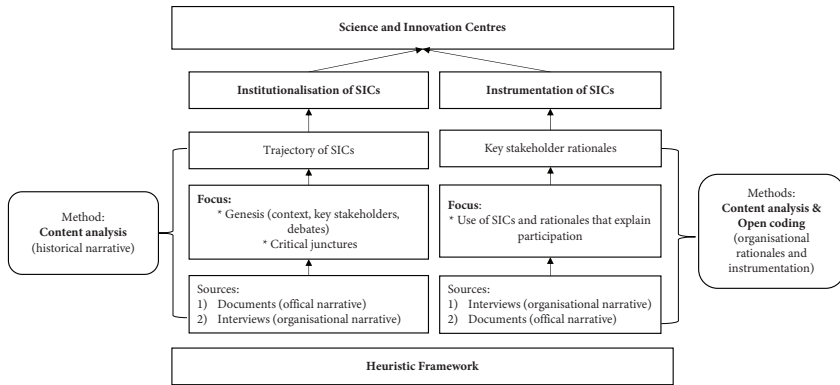 Science and Innovation Centres
Institutionalisation of SICs
Instrumentation of SICs
Trajectory of SICs
Key stakeholder rationales
Method:
Content analysis
(historical narrative)
Focus:
* Genesis (context, key stakeholders,
debates)
* Critical junctures
Focus:
* Use of SICs and rationales that explain
participation
Methods:
Content analysis &
Open coding
(organisational
rationales and
instrumentation)
Sources:
1) Documents (offical narrative)
2) Interviews (organisational narrative)
Sources:
1) Interviews (organisational narrative)
2) Documents (offical narrative)
Heuristic Framework